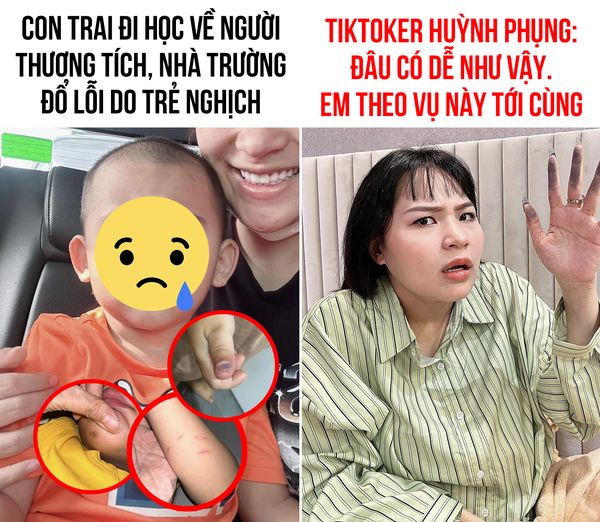 CON TRAI ĐI HỌC VỀ NGƯỜI
THƯƠNG TÍCH, NHÀ TRƯỜNG
ĐỔ LỖI DO TRẺ NGHỊCH
TIKTOKER HUỲNH PHỤNG:
ĐÂU CÓ DỄ NHƯ VẬY.
EM THEO VỤ NÀY TỚI CÙNG